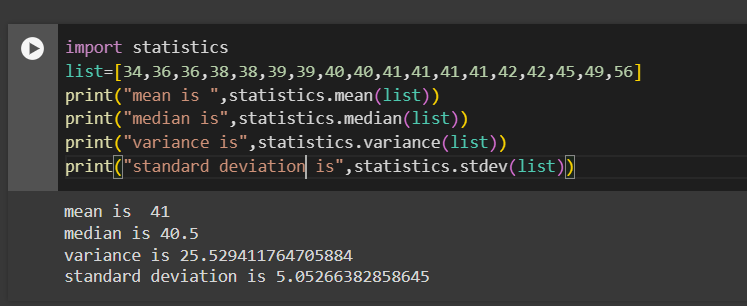 import statistics
list=[34,36,36,38,38,39,39,40,40,41,41,41,41,42,42,45,49,56]
print("mean is ",statistics.mean(list))
print("median is",statistics.median(list))
print("variance is",statistics.variance(list))
print("standard deviation is",statistics.stdev(list))
mean is  41
median is 40.5
variance is 25.529411764705884
standard deviation is 5.05266382858645